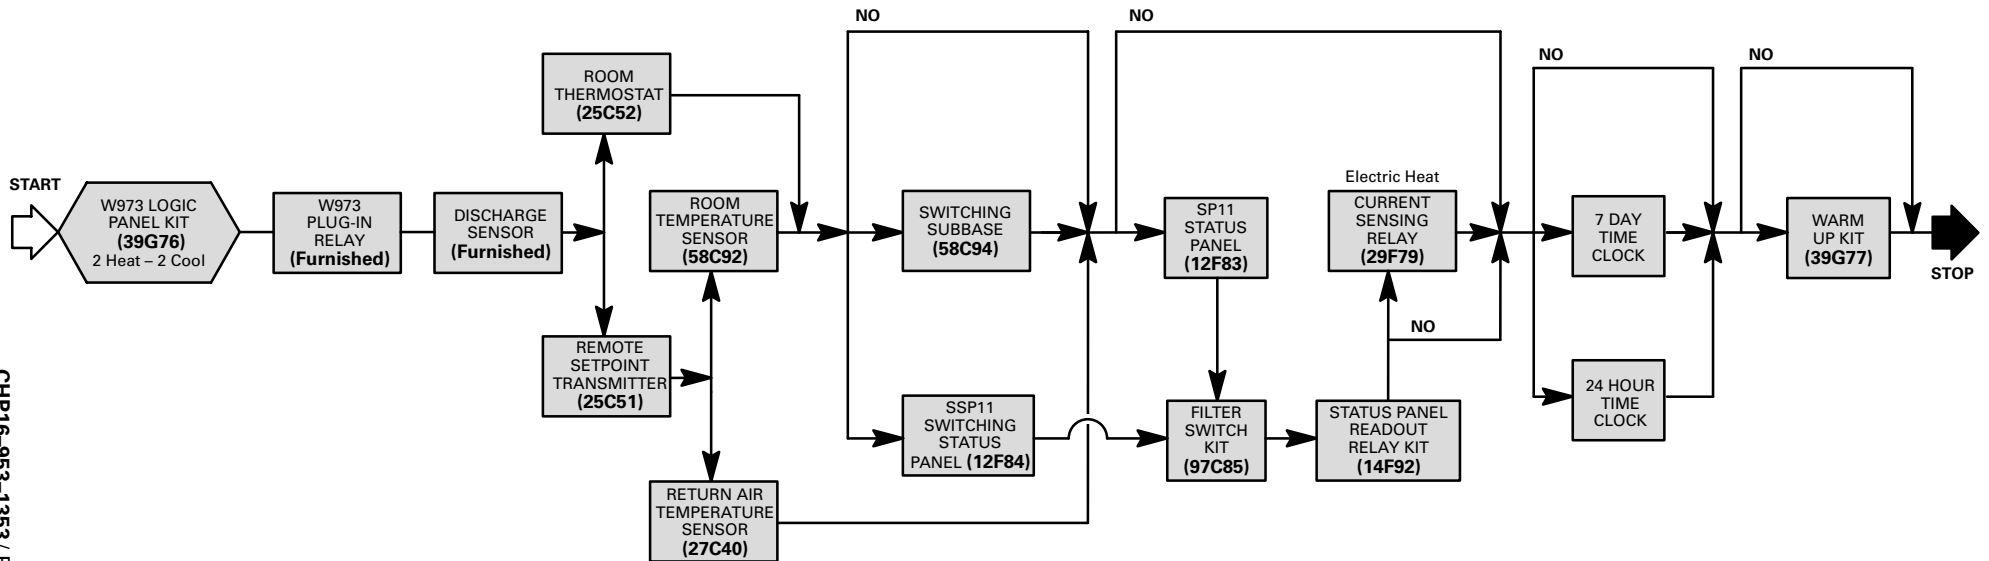 START
W973 LOGIC
PANEL KIT
(39G76)
2 Heat – 2 Cool
W973
PLUG-IN
RELAY
(Furnished)
DISCHARGE
SENSOR
(Furnished)
ROOM
THERMOSTAT
(25C52)
REMOTE
SETPOINT
TRANSMITTER
(25C51)
ROOM
TEMPERATURE
SENSOR
(58C92)
RETURN AIR
TEMPERATURE
SENSOR
(27C40)
NO
SWITCHING
SUBBASE
(58C94)
SSP11
SWITCHING
STATUS
PANEL (12F84)
NO
SP11
STATUS
PANEL
(12F83)
FILTER
SWITCH
KIT
(97C85)
STATUS PANEL
READOUT
RELAY KIT
(14F92)
Electric Heat
CURRENT
SENSING
RELAY
(29F79)
NO
NO
7 DAY
TIME
CLOCK
24 HOUR
TIME
CLOCK
NO
WARM
UP KIT
(39G77)
STOP
CHP16–953–1353 /